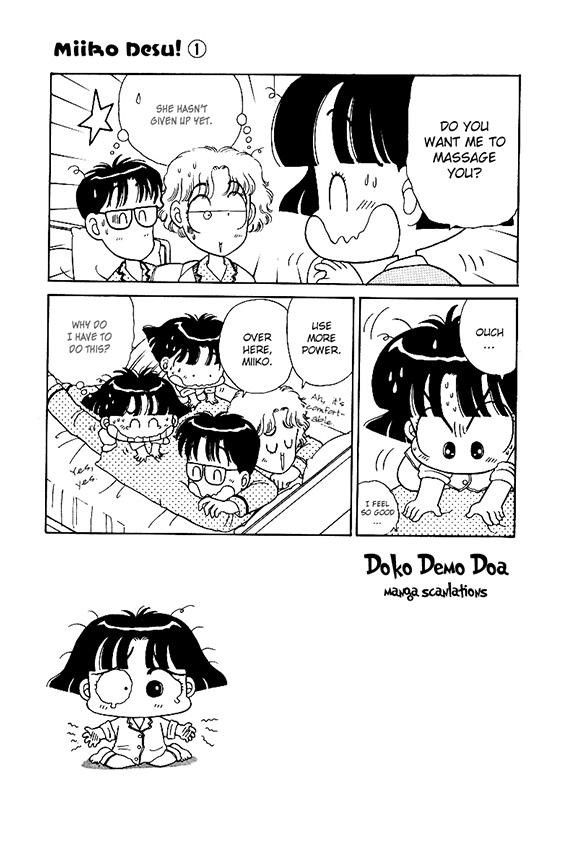 Miiko Desu! ①
SHE HASN'T
GIVEN UP YET.
DO YOU
WANT ME TO
MASSAGE
YOU?
WHY DO
I HAVE TO
DO THIS?
OVER
HERE,
MIIKO.
USE
MORE
POWER.
Ah, it's
comfort-
able.
Yes,
yes.
OUCH
...
I FEEL
SO GOOD
...
Doko Demo Doa
manga scanlations